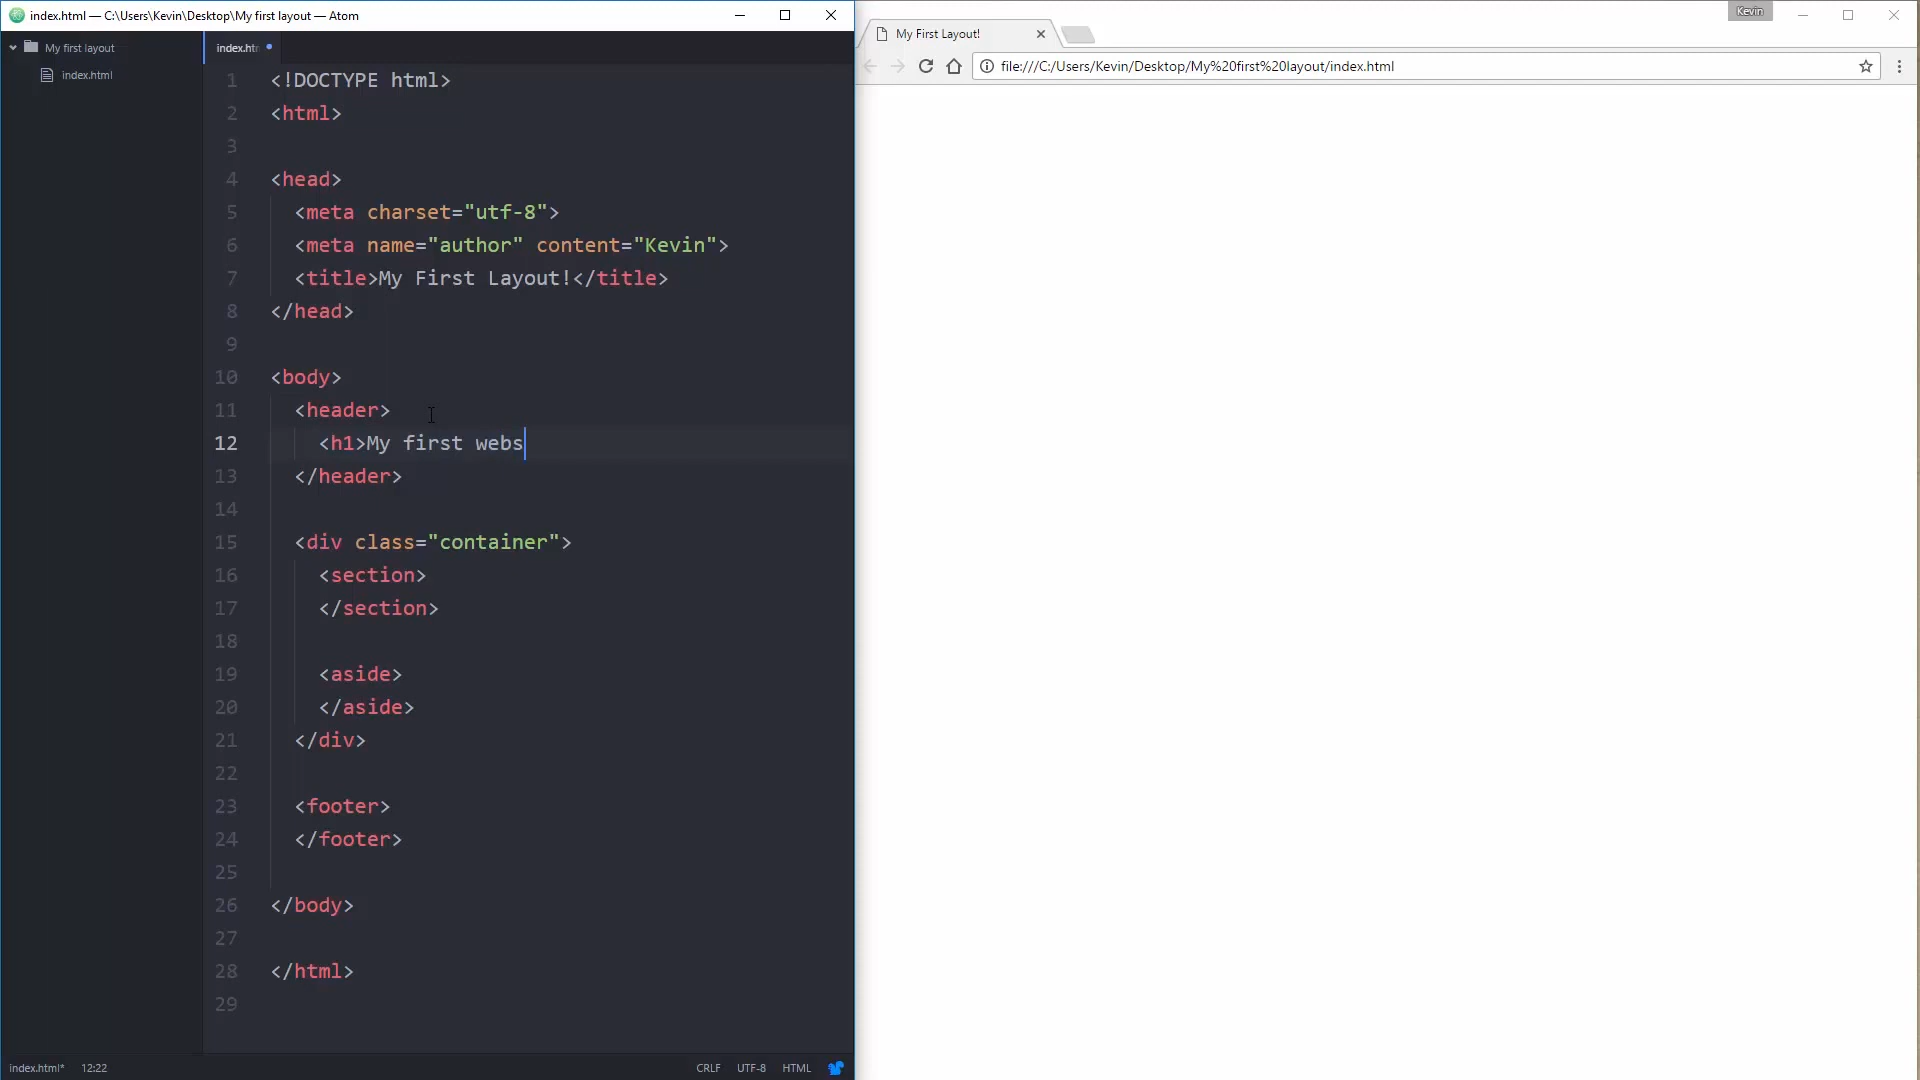 index.html — C:\Users\Kevin\Desktop\My first layout — Atom
My first layout
index.html
index.ht
1 <!DOCTYPE html>
2 <html>
3
4 <head>
5 <meta charset="utf-8">
6 <meta name="author" content="Kevin">
7 <title>My First Layout!</title>
8 </head>
9
10 <body>
11 <header>
12 <h1>My first webs
13 </header>
14
15 <div class="container">
16 <section>
17 </section>
18
19 <aside>
20 </aside>
21 </div>
22
23 <footer>
24 </footer>
25
26 </body>
27
28 </html>
29
index.html* 12:22 CRLF UTF-8 HTML
Kevin
My First Layout!
file:///C:/Users/Kevin/Desktop/My%20first%20layout/index.html